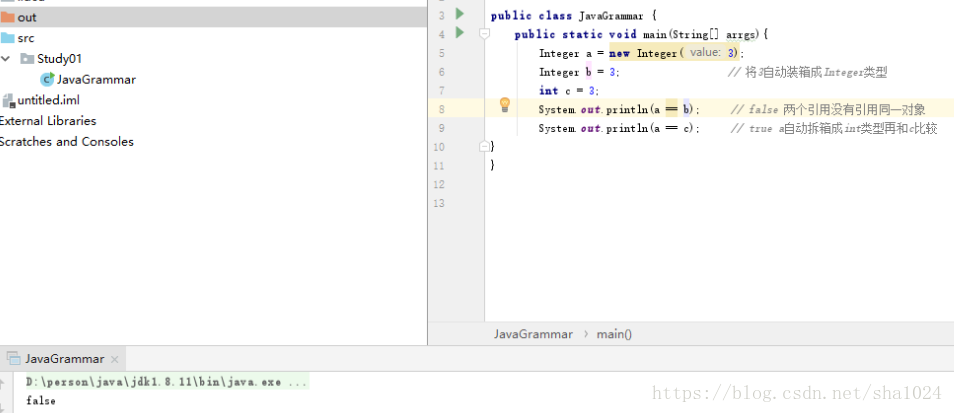 out
src
Study01
JavaGrammar
untitled.iml
External Libraries
Scratches and Consoles
3 public class JavaGrammar {
4 public static void main(String[] arrgs){
5 Integer a = new Integer( value: 3);
6 Integer b = 3; // 将3自动装箱成Integer类型
7 int c = 3;
8 System.out.println(a == b); // false 两个引用没有引用同一对象
9 System.out.println(a == c); // true a自动拆箱成int类型再和c比较
10 }
11 }
12
13
JavaGrammar › main()
JavaGrammar ×
D:\person\java\jdk1.8.11\bin\java.exe ...
false
https://blog.csdn.net/sha1024